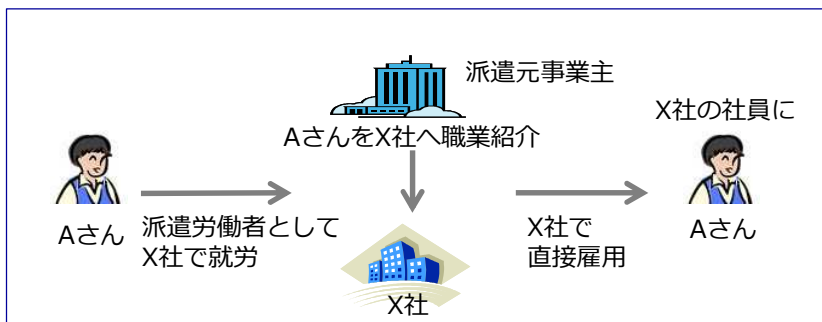 派遣元事業主
AさんをX社へ職業紹介
X社の社員に
Aさん
派遣労働者として
X社で就労
X社
X社で
直接雇用
Aさん